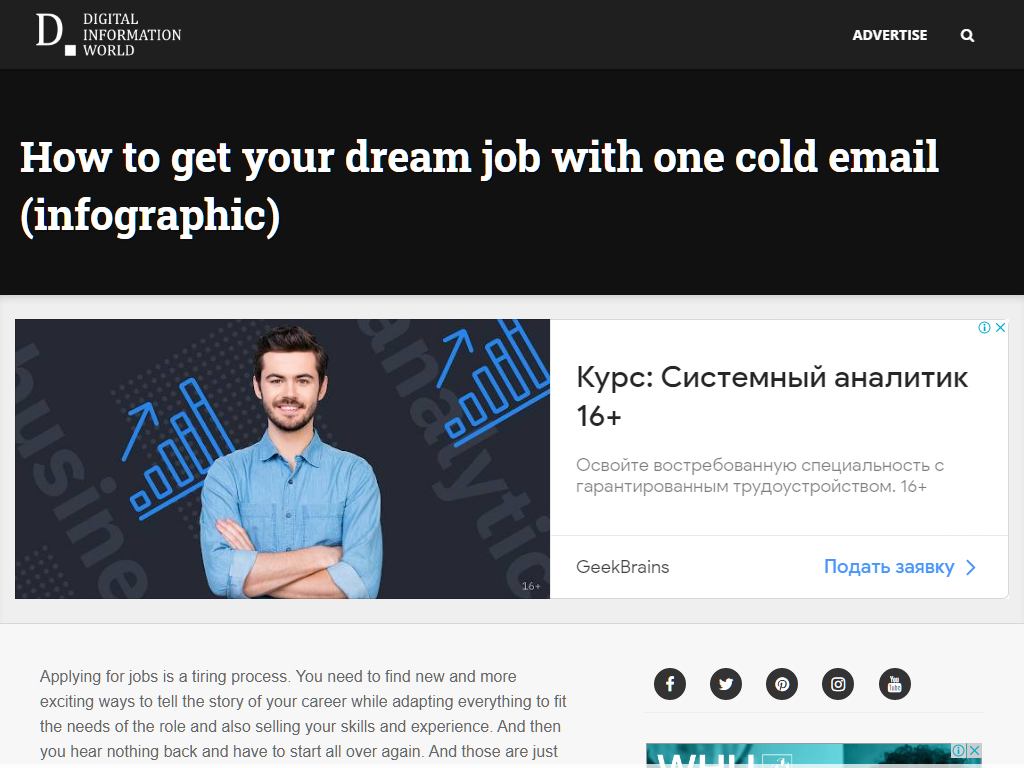 D.
DIGITAL
INFORMATION
WORLD
ADVERTISE
How to get your dream job with one cold email
(infographic)
busine
analytic
16+
Курс: Системный аналитик
16+
Освойте востребованную специальность с
гарантированным трудоустройством. 16+
GeekBrains
Подать заявку
Applying for jobs is a tiring process. You need to find new and more
exciting ways to tell the story of your career while adapting everything to fit
the needs of the role and also selling your skills and experience. And then
you hear nothing back and have to start all over again. And those are just
You
Tube
WHU